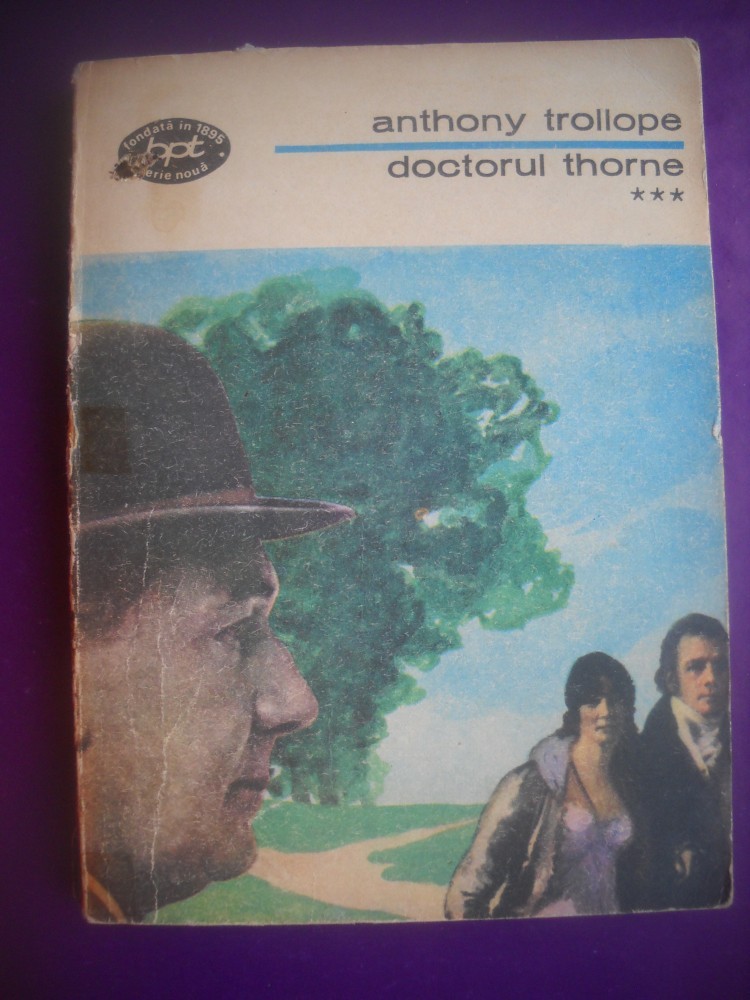 fondată în 1895
bpt
serie nouă
anthony trollope
doctorul thorne
***